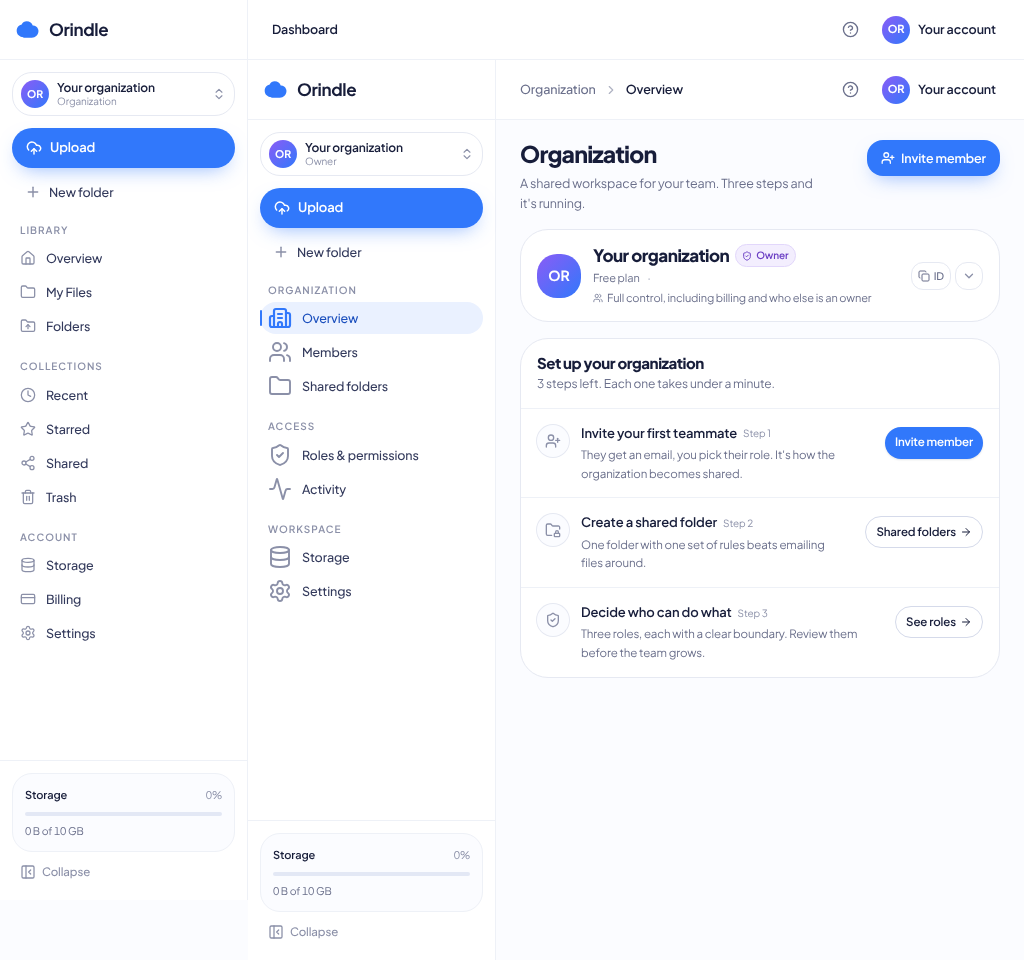 Orindle
Your organization
Organization
Upload
New folder
LIBRARY
Overview
My Files
Folders
COLLECTIONS
Recent
Starred
Shared
Trash
ACCOUNT
Storage
Billing
Settings
Storage 0%
0 B of 10 GB
Collapse
Dashboard
OR Your account
Orindle
OR Your organization
Owner
Upload
New folder
ORGANIZATION
Overview
Members
Shared folders
ACCESS
Roles & permissions
Activity
WORKSPACE
Storage
Settings
Storage 0%
0 B of 10 GB
Collapse
Organization > Overview
OR Your account
Organization
Invite member
A shared workspace for your team. Three steps and
it's running.
OR
Your organization Owner
Free plan ·
Full control, including billing and who else is an owner
ID
Set up your organization
3 steps left. Each one takes under a minute.
Invite your first teammate Step 1
They get an email, you pick their role. It's how the
organization becomes shared.
Invite member
Create a shared folder Step 2
One folder with one set of rules beats emailing
files around.
Shared folders →
Decide who can do what Step 3
Three roles, each with a clear boundary. Review them
before the team grows.
See roles →